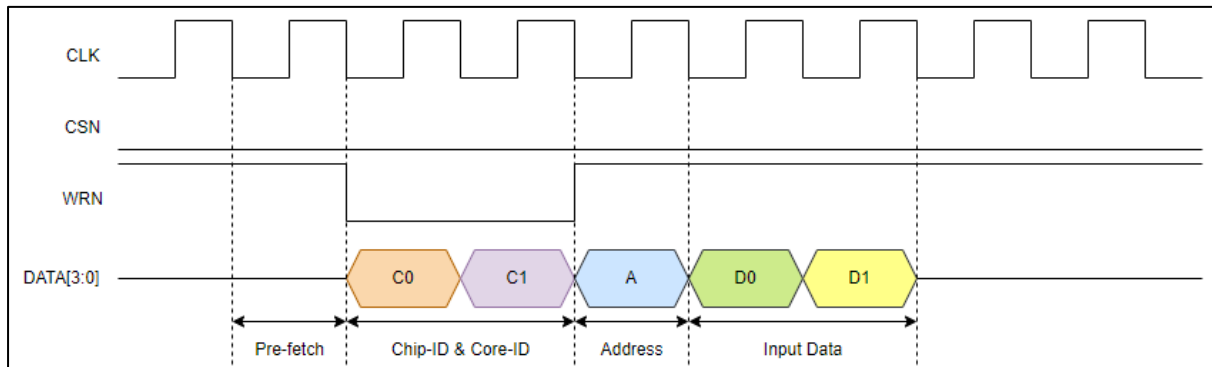 CLK
CSN
WRN
DATA[3:0]
C0 C1 A D0 D1
Pre-fetch Chip-ID & Core-ID Address Input Data